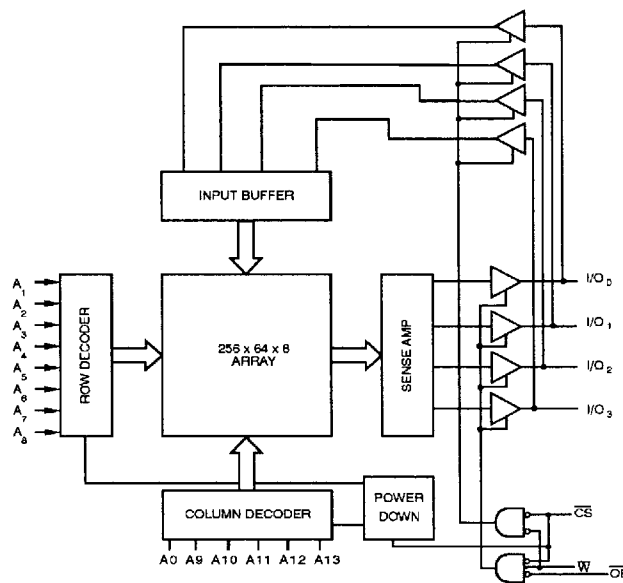 INPUT BUFFER
A1
A2
A3
A4
A5
A6
A7
A8
ROW DECODER
256 x 64 x 8
ARRAY
SENSE AMP
I/O0
I/O1
I/O2
I/O3
COLUMN DECODER
POWER
DOWN
A0 A9 A10 A11 A12 A13
CS
W
OE